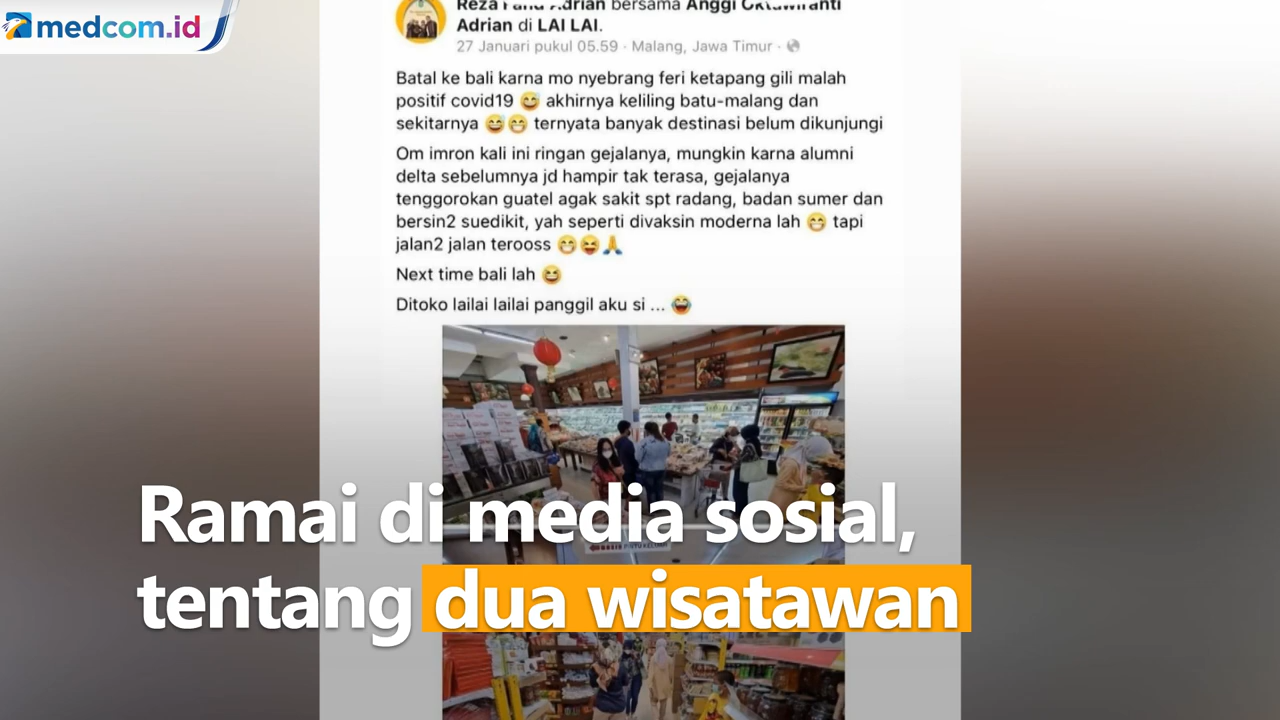 medcom.id
Adrian bersama Anggi
Adrian di LAI LAI.
27 Januari pukul 05.59 · Malang, Jawa Timur ·
Batal ke bali karna mo nyebrang feri ketapang gili malah
positif covid19 😅 akhirnya keliling batu-malang dan
sekitarnya 😅😁 ternyata banyak destinasi belum dikunjungi
Om imron kali ini ringan gejalanya, mungkin karna alumni
delta sebelumnya jd hampir tak terasa, gejalanya
tenggorokan guatel agak sakit spt radang, badan sumer dan
bersin2 suedikit, yah seperti divaksin moderna lah 😁 tapi
jalan2 jalan terooss 😁😝🙏
Next time bali lah 😆
Ditoko lailai lailai panggil aku si ... 😂
Ramai di media sosial,
tentang dua wisatawan